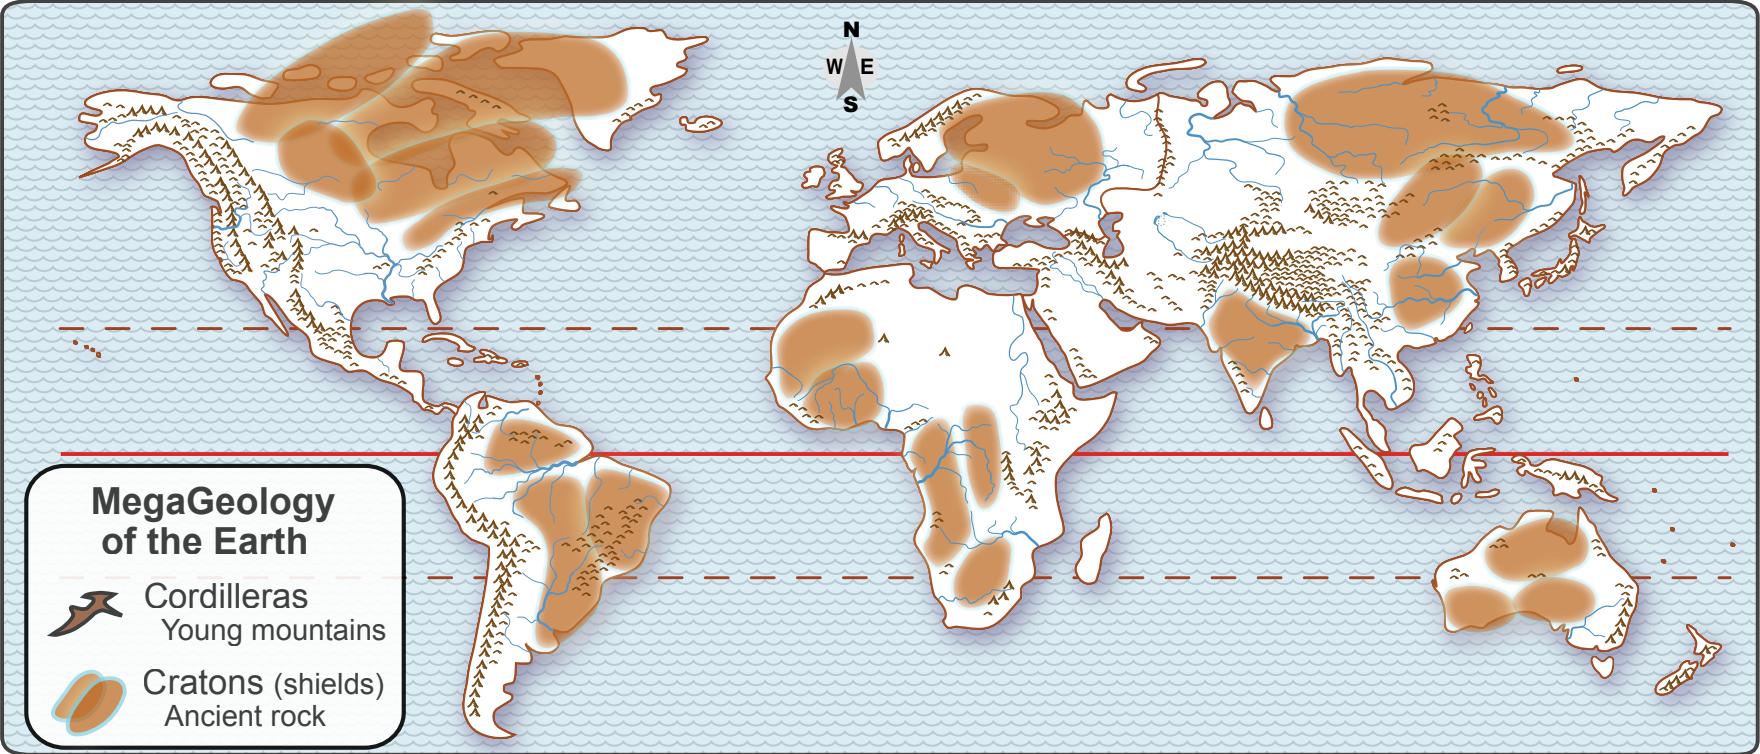 N
W E
S
MegaGeology
of the Earth
Cordilleras
Young mountains
Cratons (shields)
Ancient rock